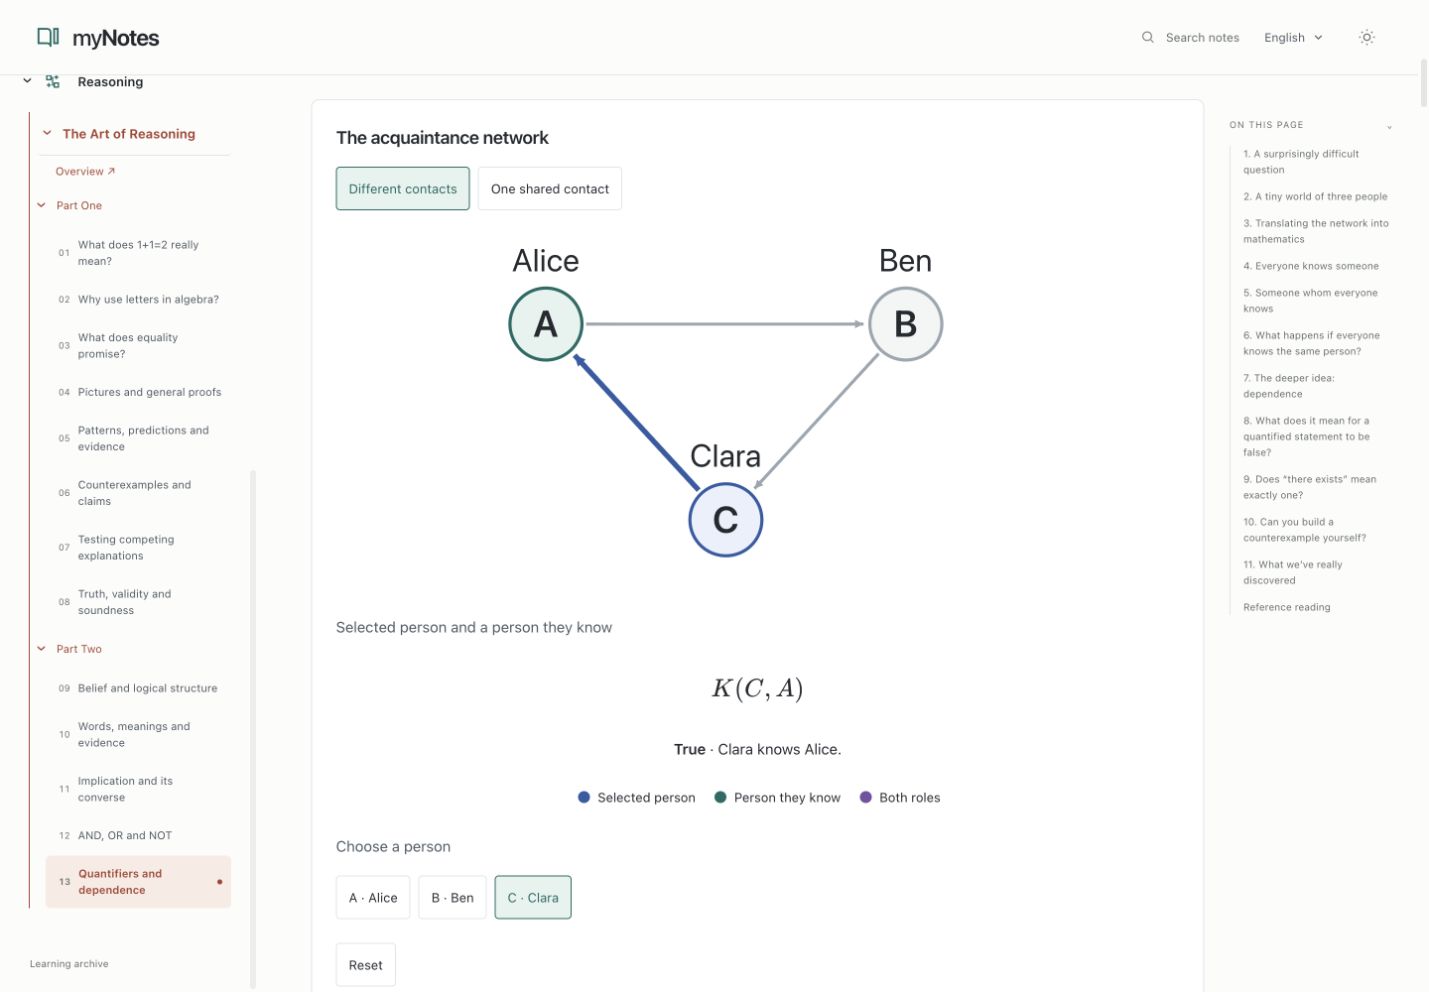 myNotes
Search notes
English
Reasoning
The Art of Reasoning
Overview ↗
Part One
01 What does 1+1=2 really
mean?
02 Why use letters in algebra?
03 What does equality
promise?
04 Pictures and general proofs
05 Patterns, predictions and
evidence
06 Counterexamples and
claims
07 Testing competing
explanations
08 Truth, validity and
soundness
Part Two
09 Belief and logical structure
10 Words, meanings and
evidence
11 Implication and its
converse
12 AND, OR and NOT
13 Quantifiers and
dependence
Learning archive
The acquaintance network
Different contacts
One shared contact
Alice
Ben
A
B
Clara
C
Selected person and a person they know
K(C, A)
True · Clara knows Alice.
Selected person
Person they know
Both roles
Choose a person
A · Alice
B · Ben
C · Clara
Reset
ON THIS PAGE
1. A surprisingly difficult
question
2. A tiny world of three people
3. Translating the network into
mathematics
4. Everyone knows someone
5. Someone whom everyone
knows
6. What happens if everyone
knows the same person?
7. The deeper idea:
dependence
8. What does it mean for a
quantified statement to be
false?
9. Does “there exists” mean
exactly one?
10. Can you build a
counterexample yourself?
11. What we’ve really
discovered
Reference reading